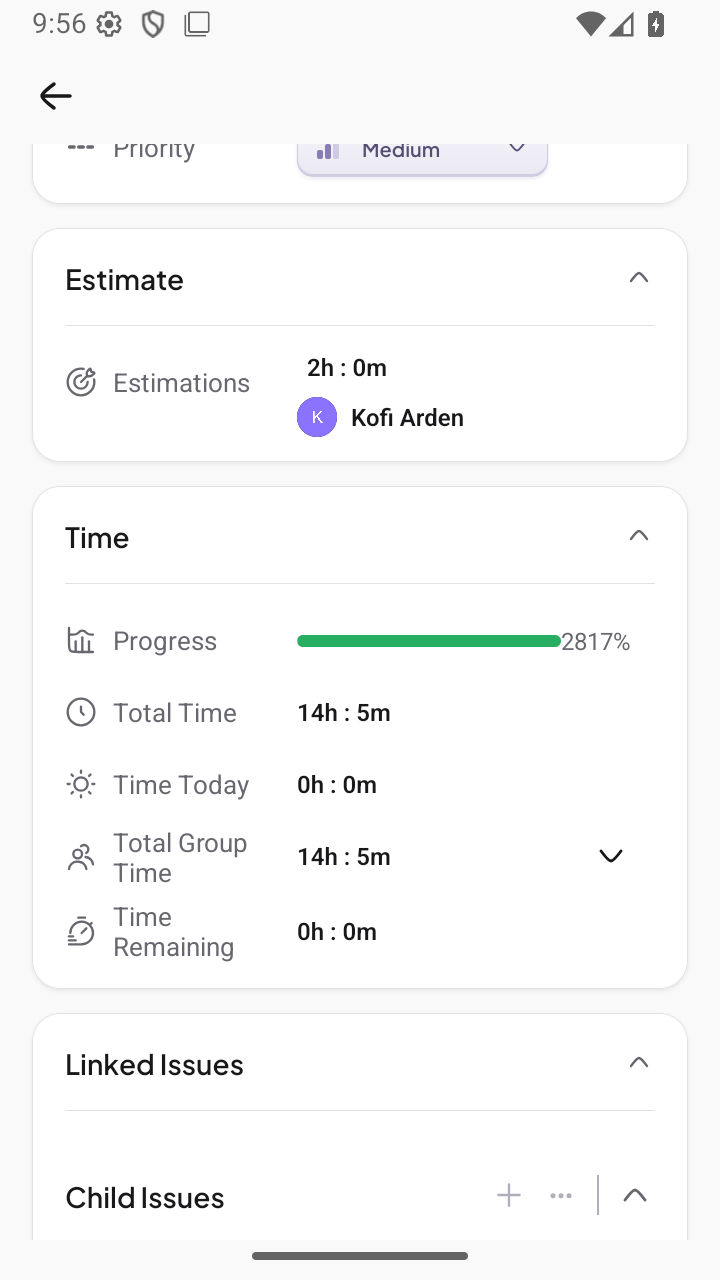 9:56
Priority
Medium
Estimate
Estimations
2h : 0m
K
Kofi Arden
Time
Progress
2817%
Total Time
14h : 5m
Time Today
0h : 0m
Total Group
Time
14h : 5m
Time
Remaining
0h : 0m
Linked Issues
Child Issues